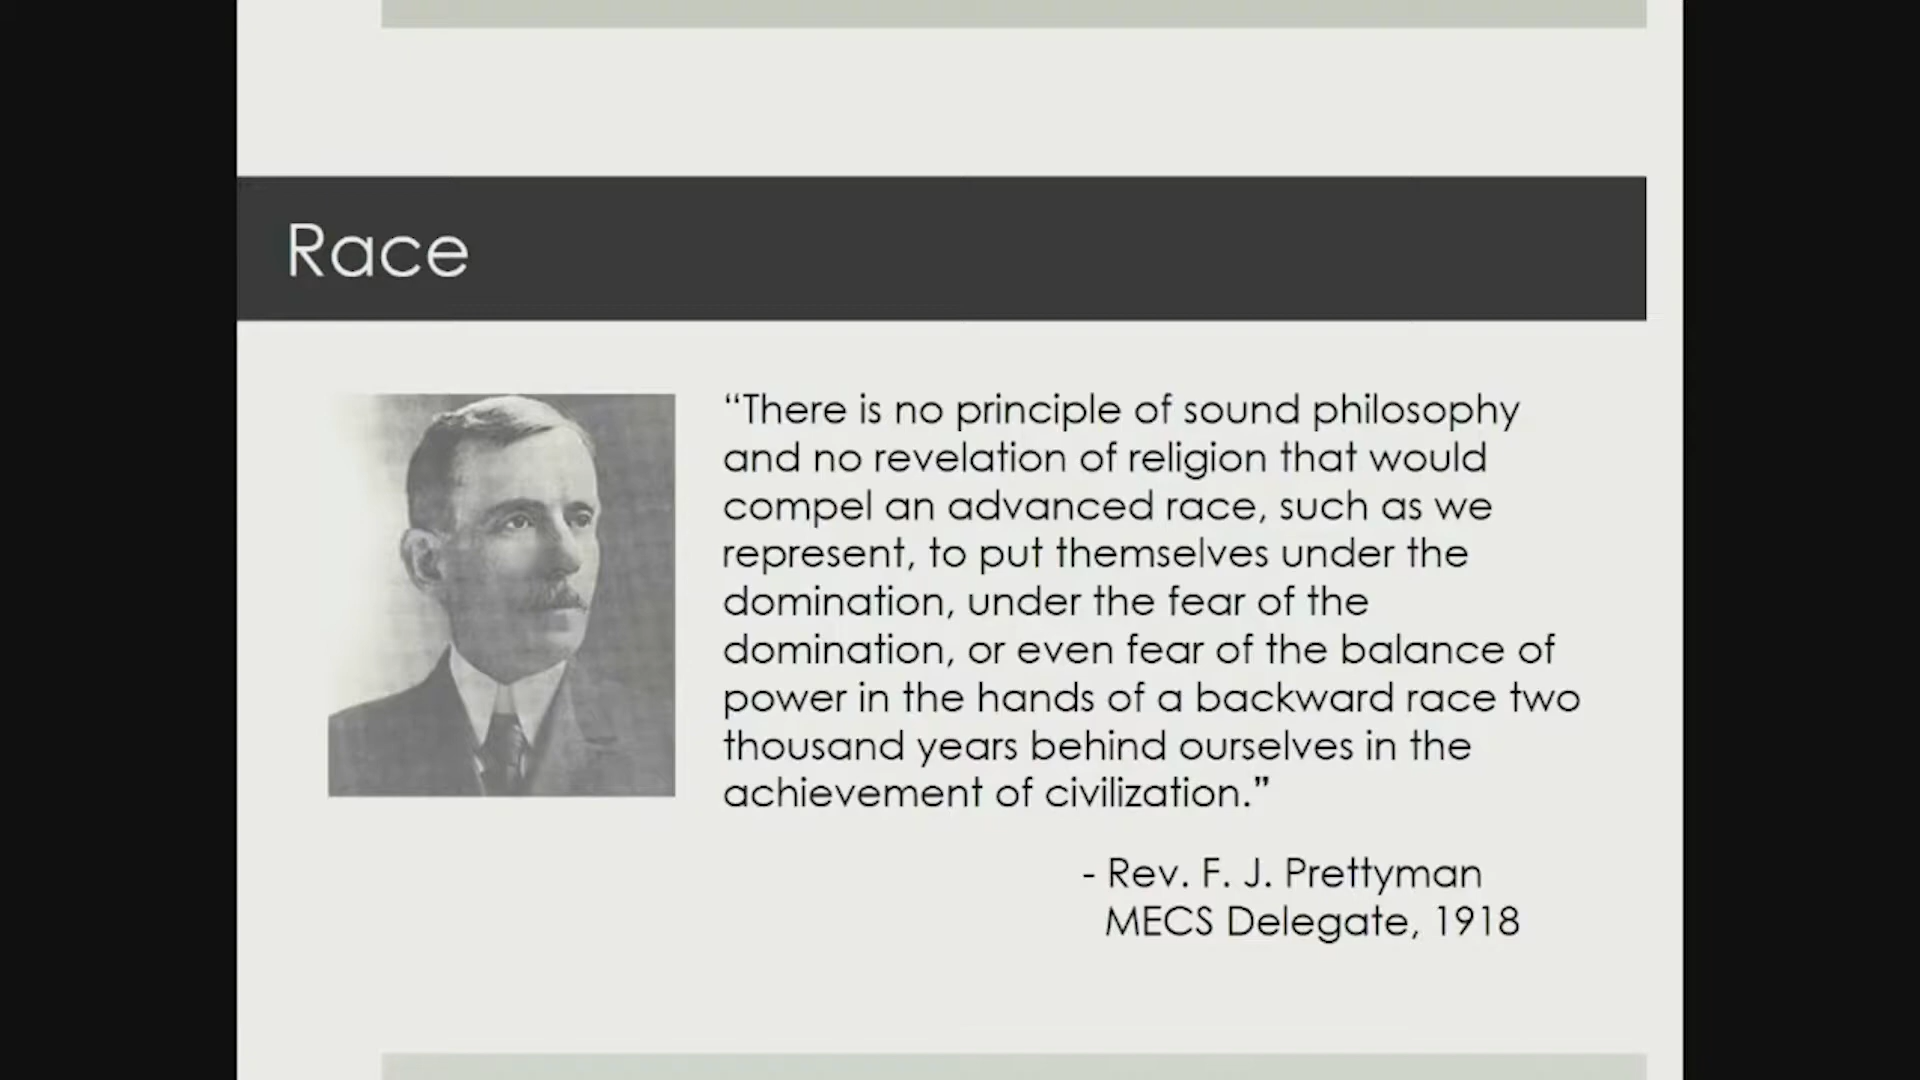 Race
“There is no principle of sound philosophy
and no revelation of religion that would
compel an advanced race, such as we
represent, to put themselves under the
domination, under the fear of the
domination, or even fear of the balance of
power in the hands of a backward race two
thousand years behind ourselves in the
achievement of civilization.”
- Rev. F. J. Prettyman
MECS Delegate, 1918